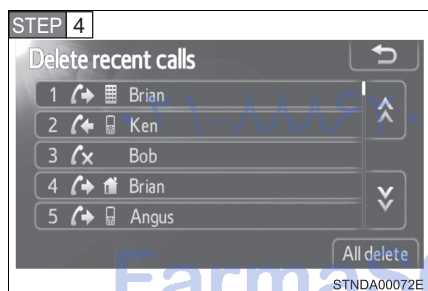 STEP 4
Delete recent calls
1 Brian
2 Ken
3 Bob
4 Brian
5 Angus
All delete
STNDA00072E